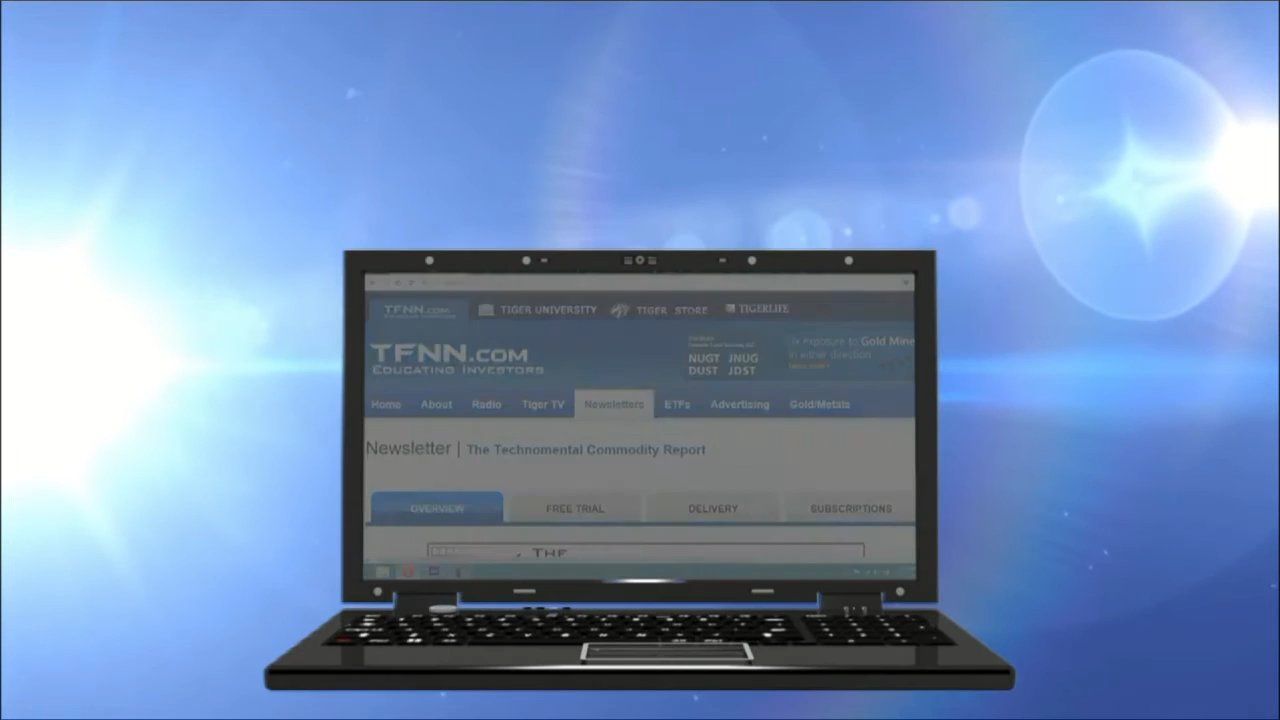 TFNN.COM TIGER UNIVERSITY TIGER STORE TIGERLIFE
TFNN.COM
EDUCATING INVESTORS
NUGT JNUG
DUST JDST
exposure to Gold Mine
in either direction
Home About Radio Tiger TV Newsletters ETFs Advertising Gold/Metals
Newsletter | The Technomental Commodity Report
OVERVIEW FREE TRIAL DELIVERY SUBSCRIPTIONS
THE